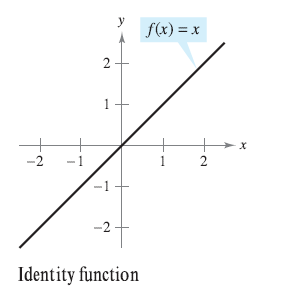 y
f(x) = x
2
1
-2 -1 1 2 x
-1
-2
Identity function